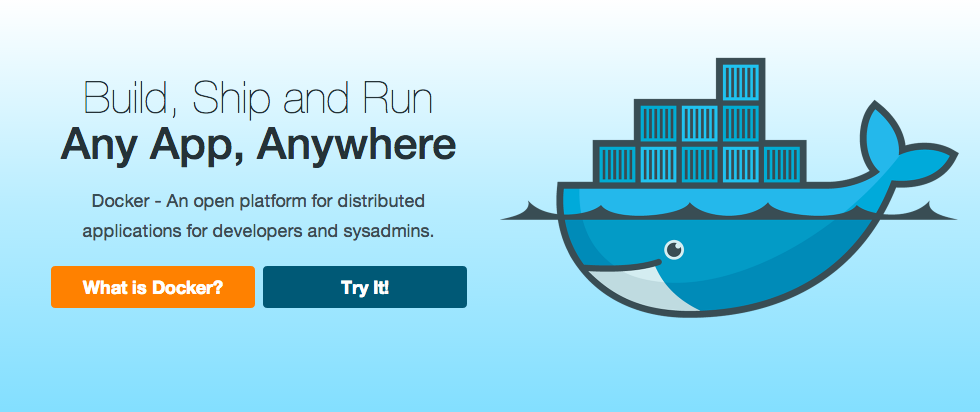 Build, Ship and Run
Any App, Anywhere
Docker - An open platform for distributed
applications for developers and sysadmins.
What is Docker?
Try It!